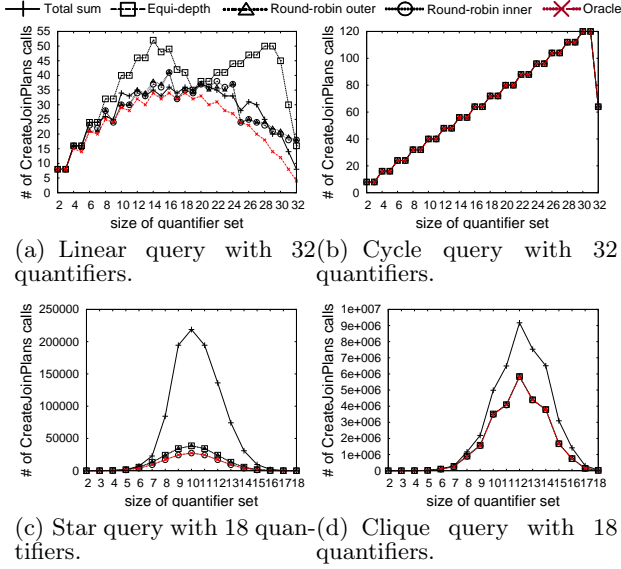 Total sum Equi-depth Round-robin outer Round-robin inner Oracle
55
50
45
40
35
30
25
20
15
10
5
0
# of CreateJoinPlans calls
2 4 6 8 10 12 14 16 18 20 22 24 26 28 30 32
size of quantifier set
(a) Linear query with 32
quantifiers.
120
100
80
60
40
20
0
# of CreateJoinPlans calls
2 4 6 8 10 12 14 16 18 20 22 24 26 28 30 32
size of quantifier set
(b) Cycle query with 32
quantifiers.
250000
200000
150000
100000
50000
0
# of CreateJoinPlans calls
2 3 4 5 6 7 8 9 10 11 12 13 14 15 16 17 18
size of quantifier set
(c) Star query with 18 quan-
tifiers.
1e+007
9e+006
8e+006
7e+006
6e+006
5e+006
4e+006
3e+006
2e+006
1e+006
0
# of CreateJoinPlans calls
2 3 4 5 6 7 8 9 10 11 12 13 14 15 16 17 18
size of quantifier set
(d) Clique query with 18
quantifiers.